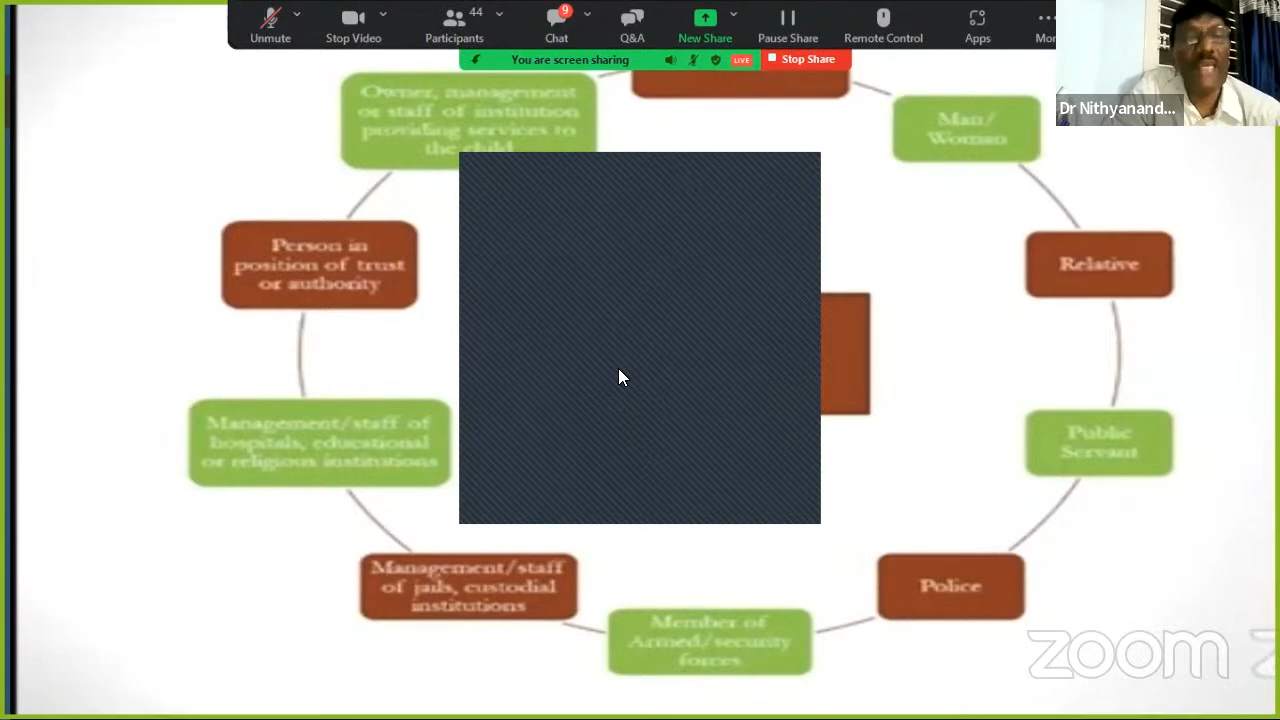 44
9
Unmute
Stop Video
Participants
Chat
Q&A
New Share
Pause Share
Remote Control
Apps
Mor
You are screen sharing
LIVE
Stop Share
Dr Nithyanand...
Owner, management
or staff of institution
providing services to
the child
Man/
Woman
Person in
position of trust
or authority
Relative
Management/staff of
hospitals, educational
or religious institutions
Public
Servant
Management/staff
of jails, custodial
institutions
Police
Member of
Armed/security
forces
zoom